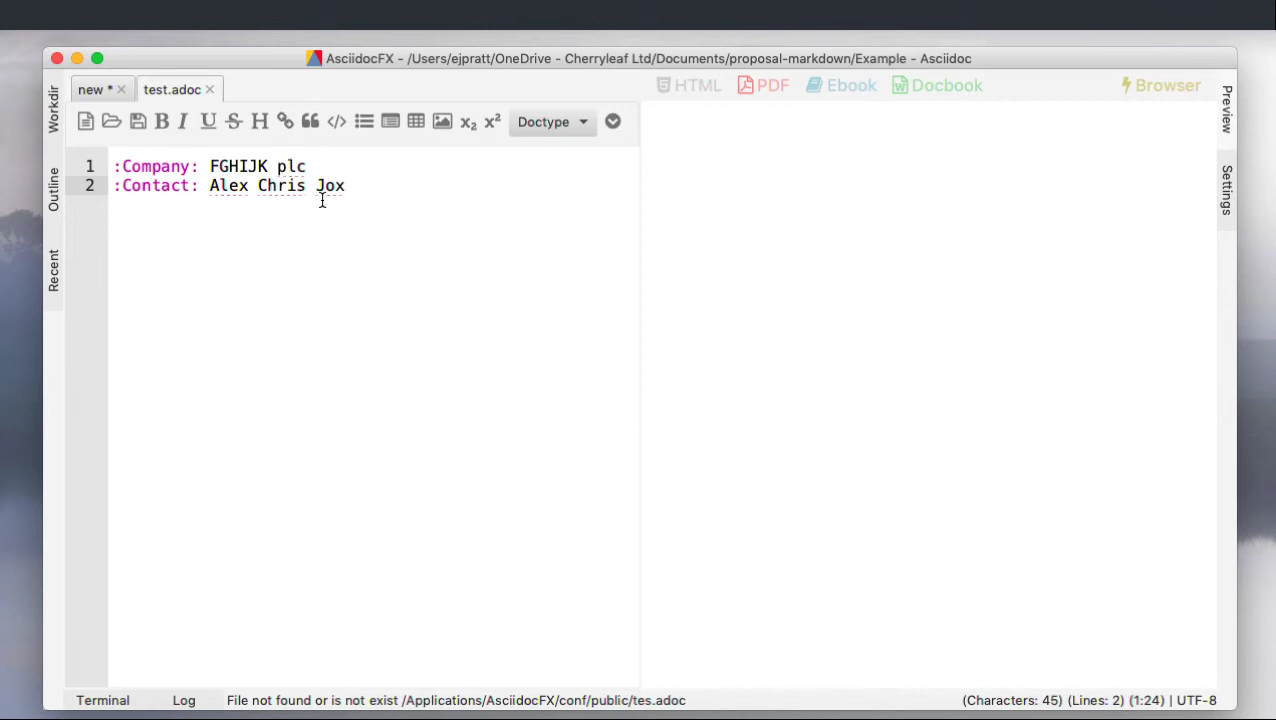 AsciidocFX - /Users/ejpratt/OneDrive - Cherryleaf Ltd/Documents/proposal-markdown/Example - Asciidoc
new * test.adoc
HTML PDF Ebook Docbook Browser
B I U S H x2 x2 Doctype
Workdir
Outline
Recent
1 :Company: FGHIJK plc
2 :Contact: Alex Chris Jox
Preview
Settings
Terminal Log File not found or is not exist /Applications/AsciidocFX/conf/public/tes.adoc (Characters: 45) (Lines: 2) (1:24) | UTF-8